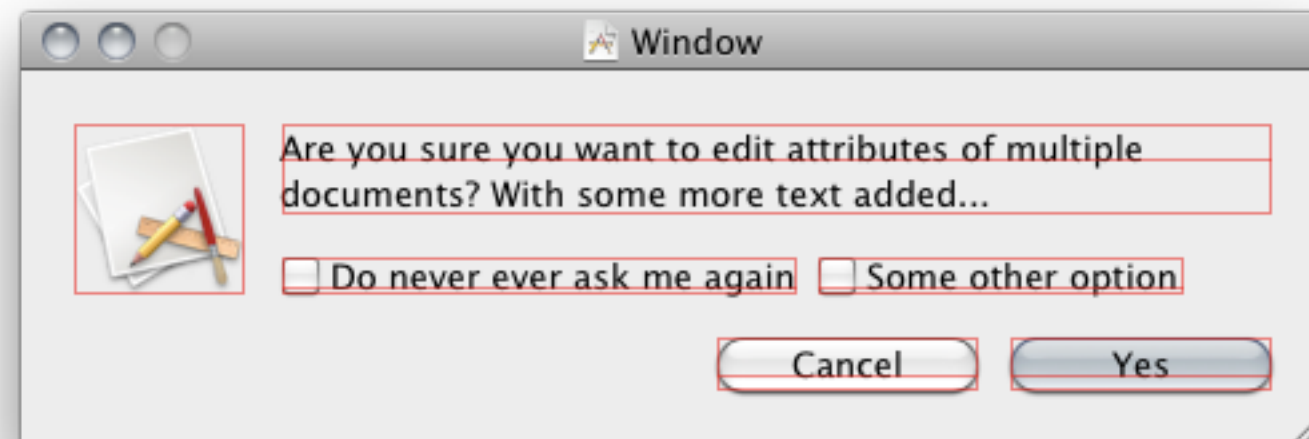 Window
Are you sure you want to edit attributes of multiple
documents? With some more text added...
Do never ever ask me again Some other option
Cancel Yes